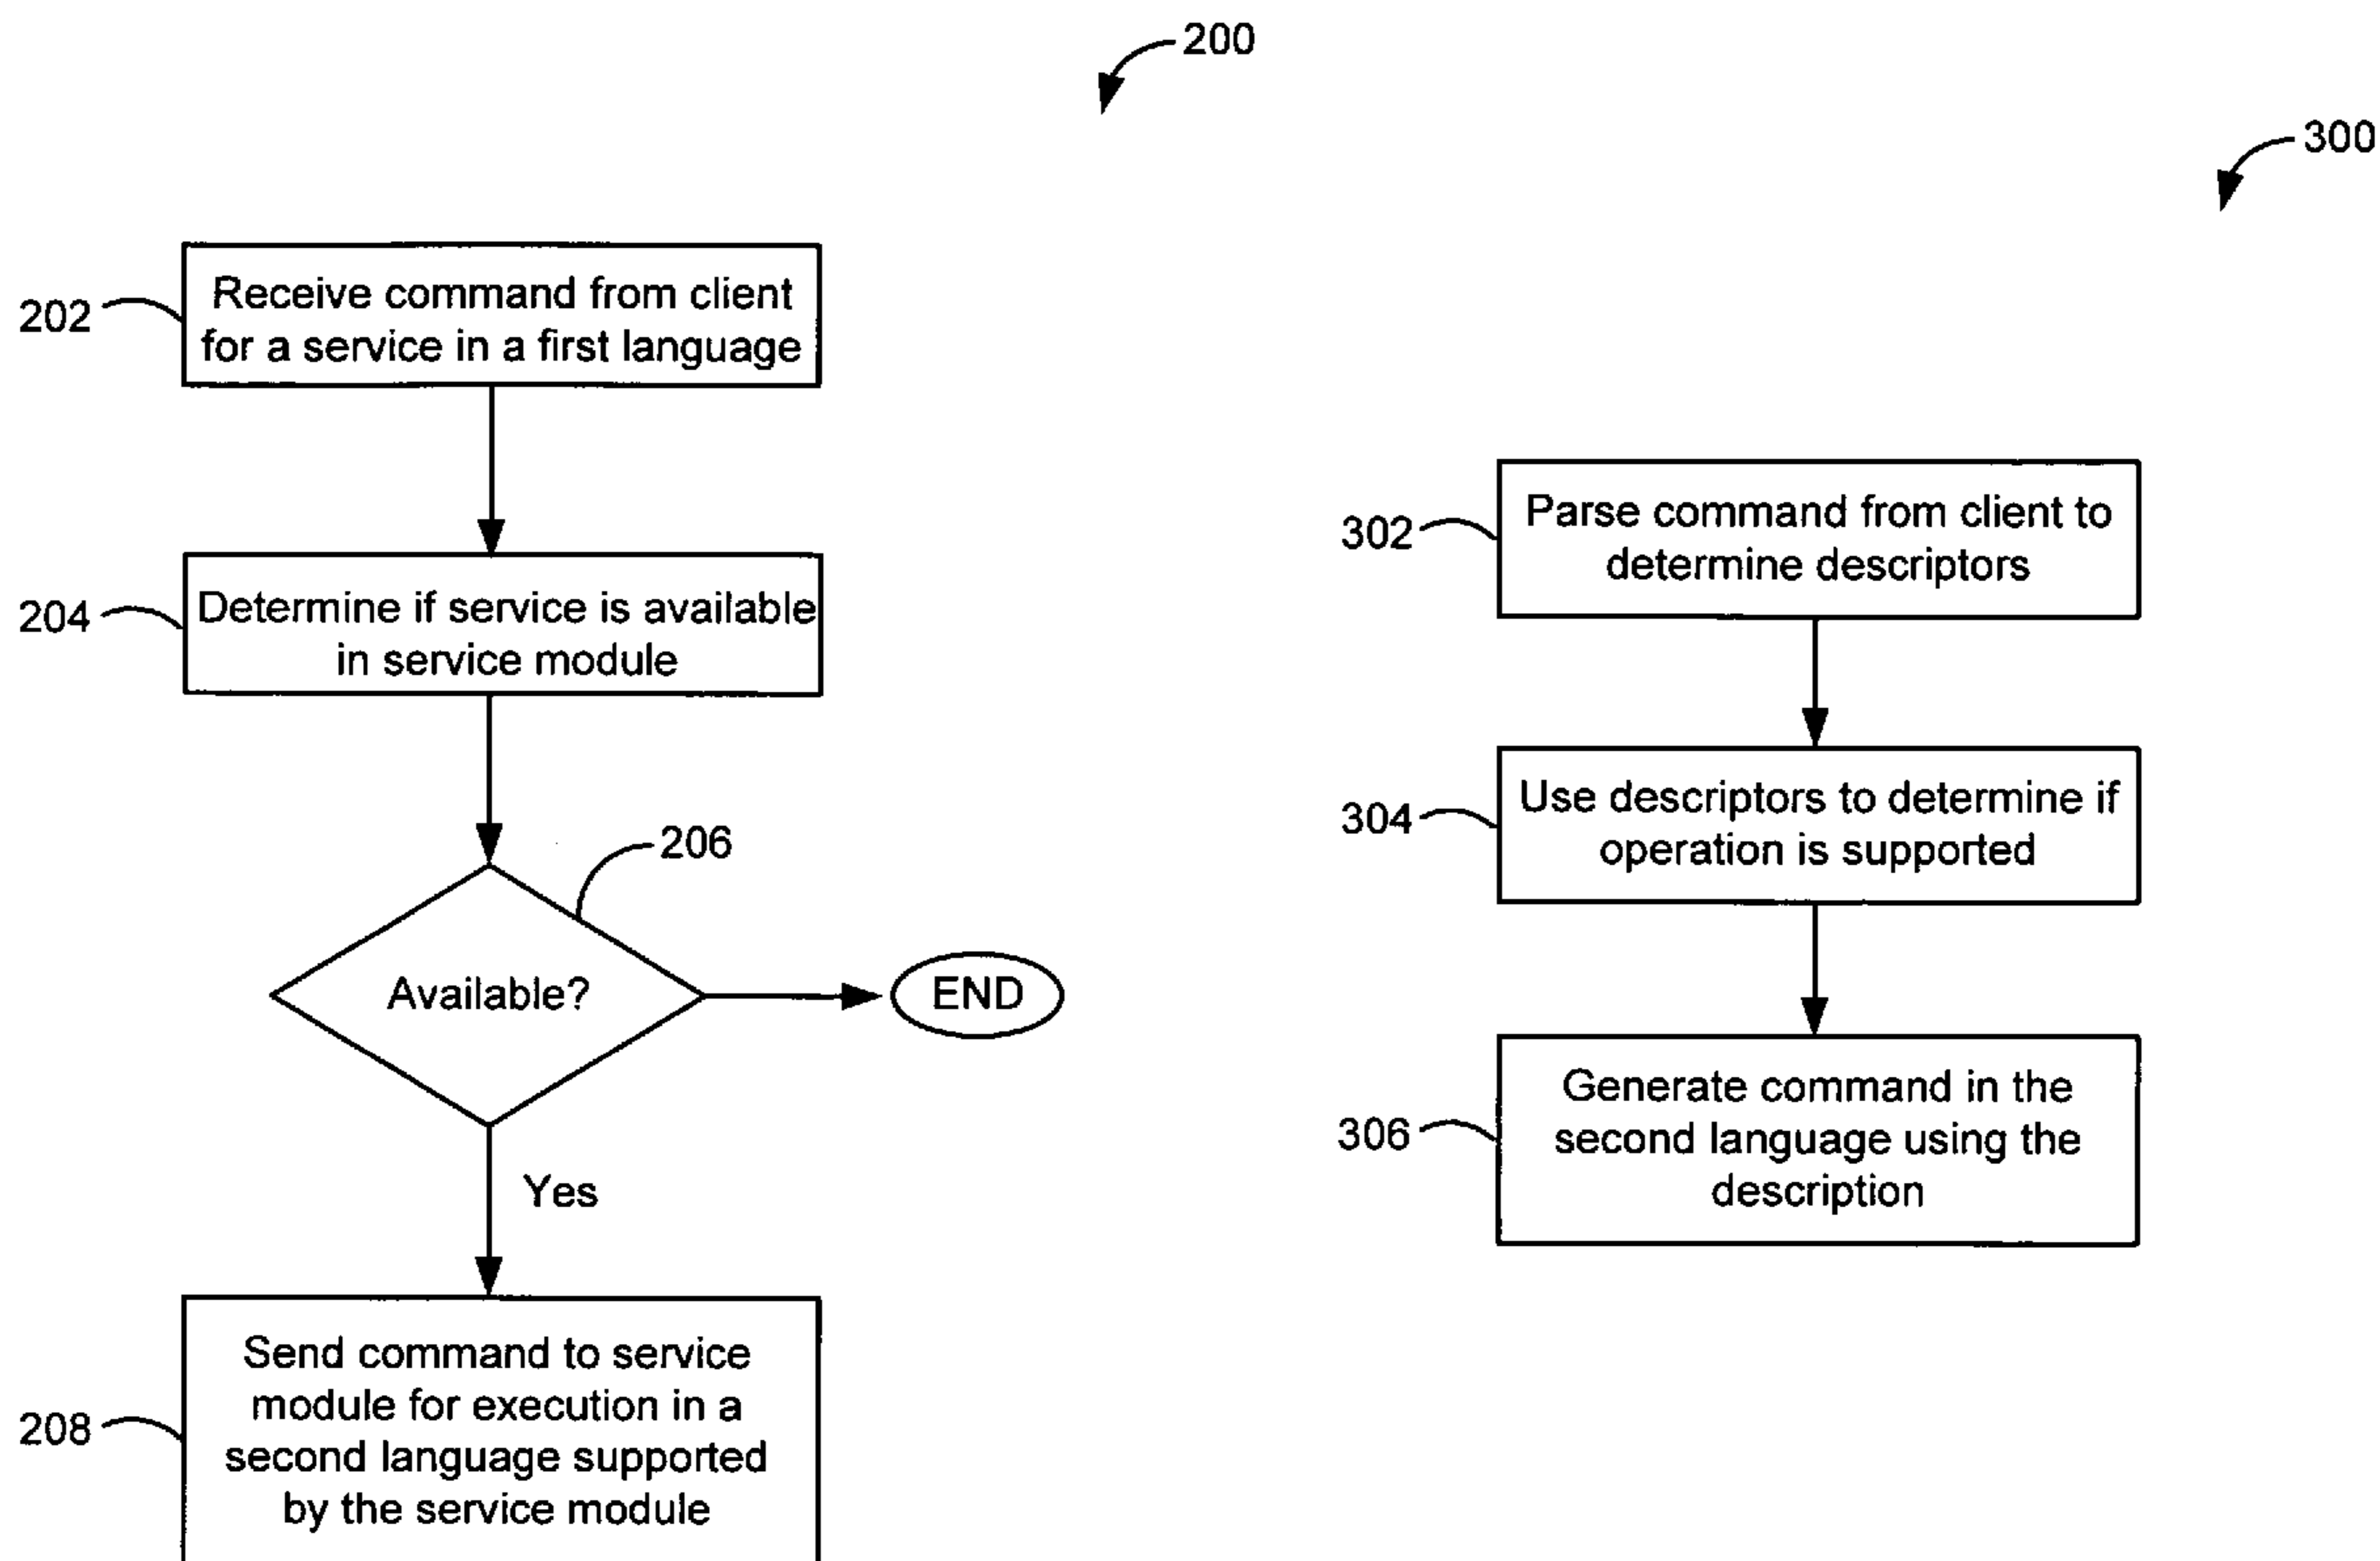 200
202
Receive command from client
for a service in a first language
204
Determine if service is available
in service module
206
Available?
END
Yes
208
Send command to service
module for execution in a
second language supported
by the service module
300
302
Parse command from client to
determine descriptors
304
Use descriptors to determine if
operation is supported
306
Generate command in the
second language using the
description